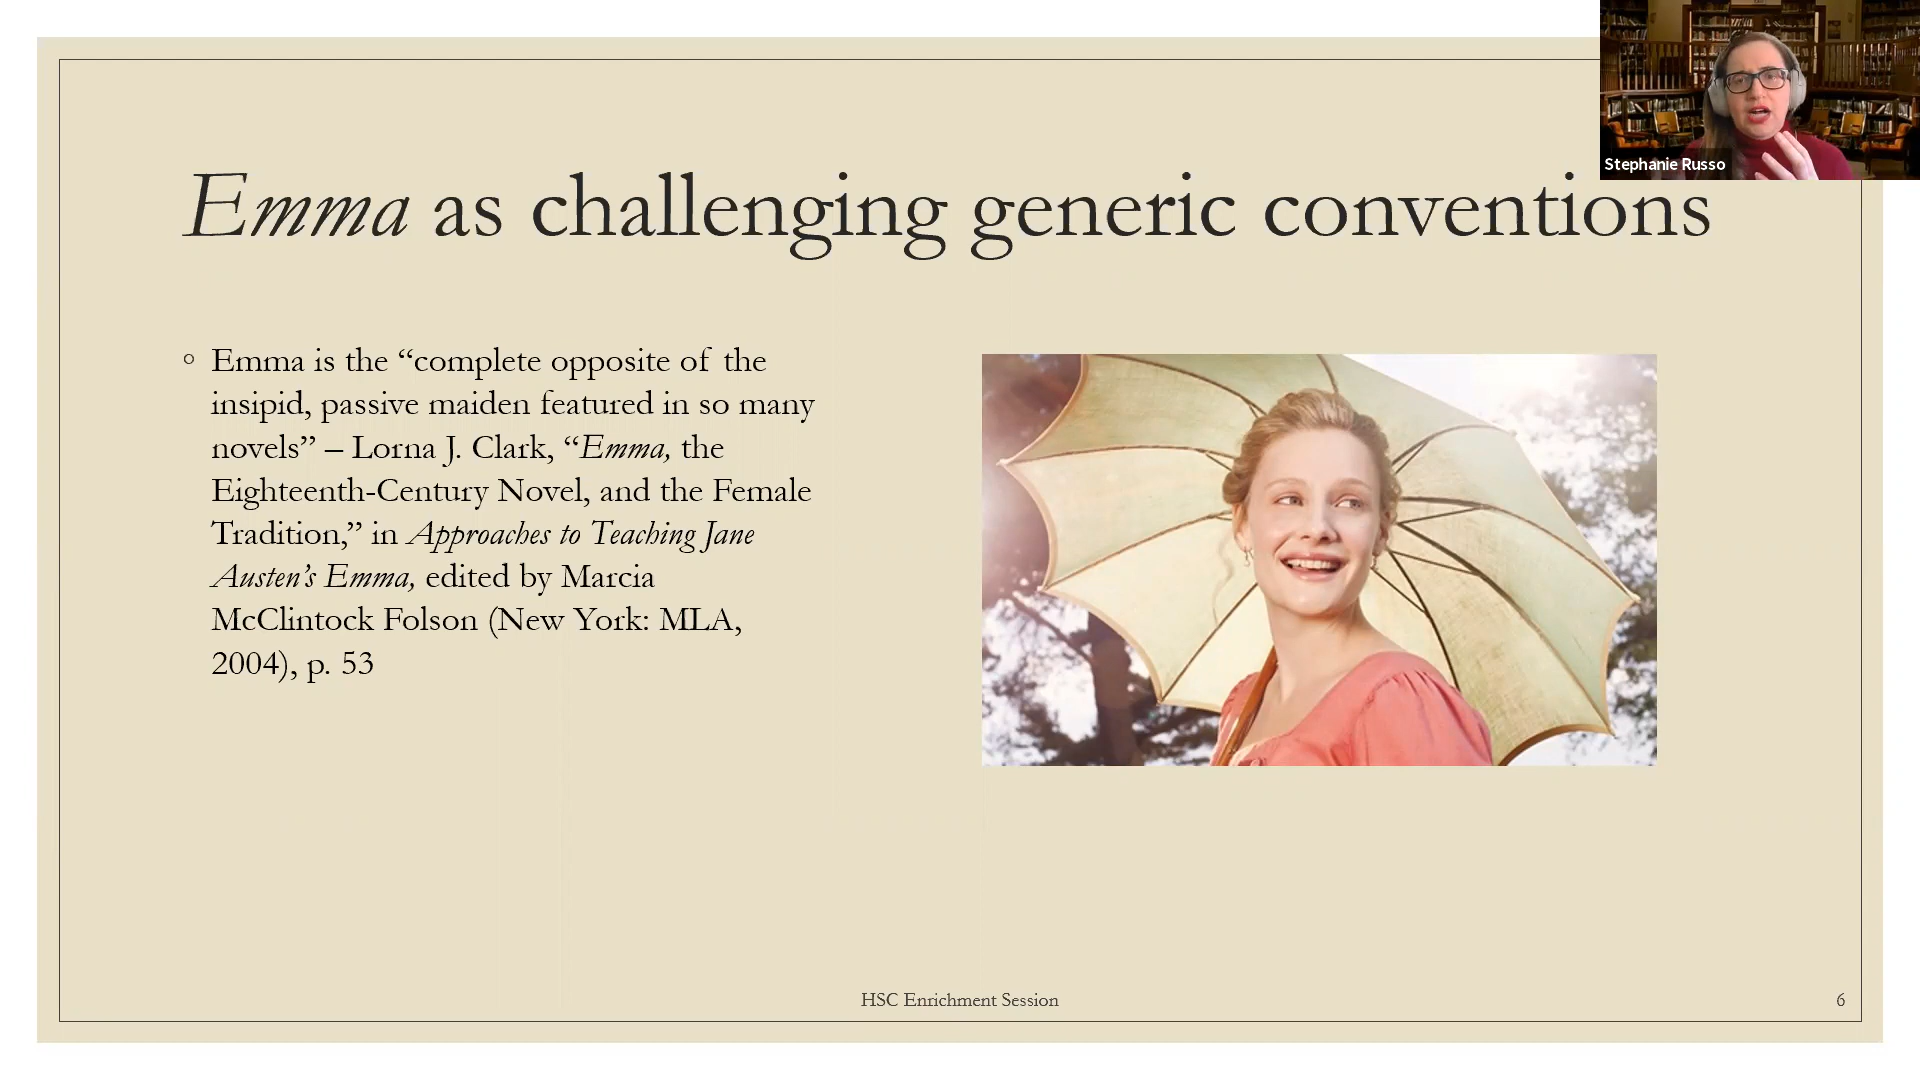 Stephanie Russo
Emma as challenging generic conventions
◦ Emma is the “complete opposite of the
insipid, passive maiden featured in so many
novels” – Lorna J. Clark, “Emma, the
Eighteenth-Century Novel, and the Female
Tradition,” in Approaches to Teaching Jane
Austen’s Emma, edited by Marcia
McClintock Folson (New York: MLA,
2004), p. 53
HSC Enrichment Session
6